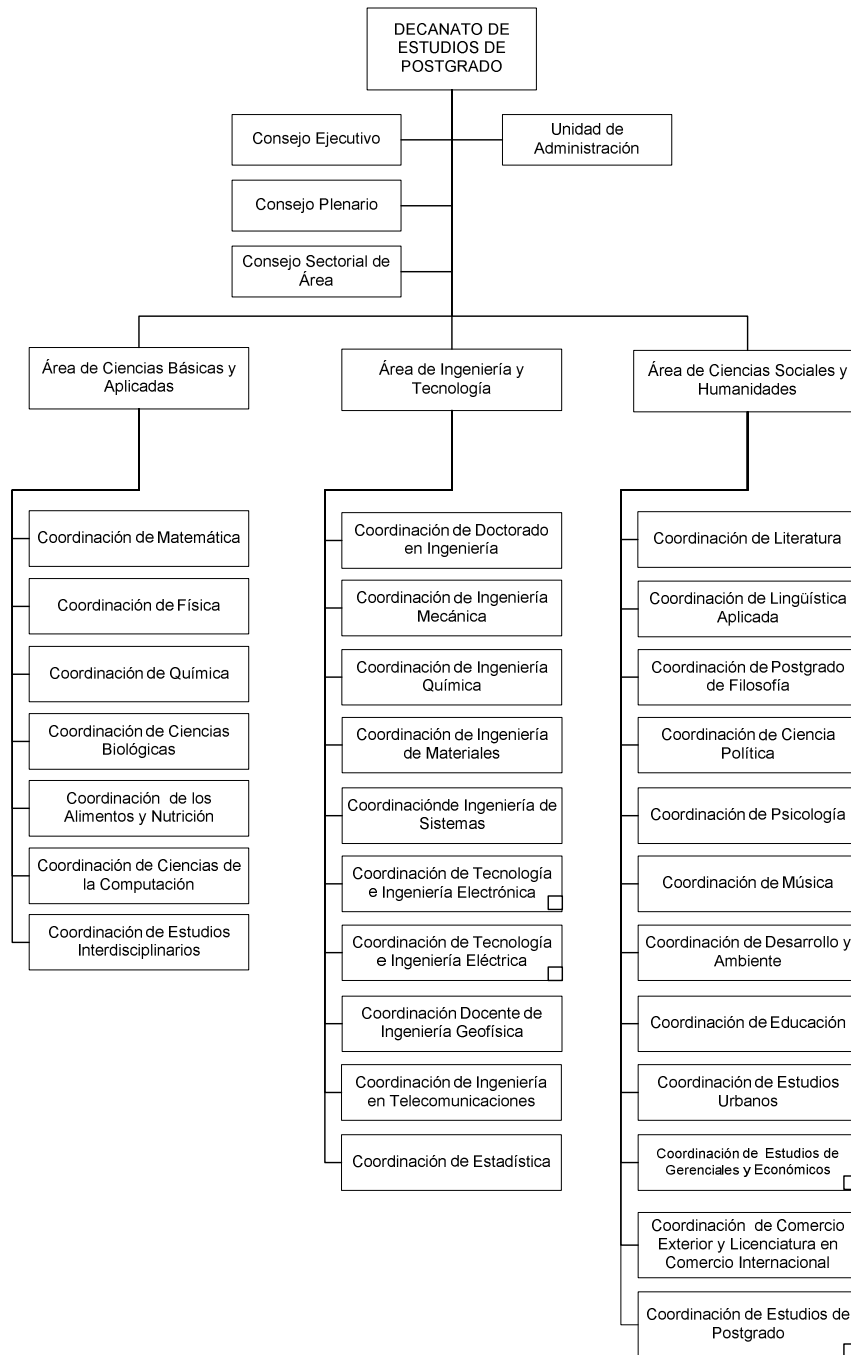 DECANATO DE
ESTUDIOS DE
POSTGRADO
Consejo Ejecutivo
Unidad de
Administración
Consejo Plenario
Consejo Sectorial de
Área
Área de Ciencias Básicas y
Aplicadas
Coordinación de Matemática
Coordinación de Física
Coordinación de Química
Coordinación de Ciencias
Biológicas
Coordinación de los
Alimentos y Nutrición
Coordinación de Ciencias de
la Computación
Coordinación de Estudios
Interdisciplinarios
Área de Ingeniería y
Tecnología
Coordinación de Doctorado
en Ingeniería
Coordinación de Ingeniería
Mecánica
Coordinación de Ingeniería
Química
Coordinación de Ingeniería
de Materiales
Coordinaciónde Ingeniería de
Sistemas
Coordinación de Tecnología
e Ingeniería Electrónica
Coordinación de Tecnología
e Ingeniería Eléctrica
Coordinación Docente de
Ingeniería Geofísica
Coordinación de Ingeniería
en Telecomunicaciones
Coordinación de Estadística
Área de Ciencias Sociales y
Humanidades
Coordinación de Literatura
Coordinación de Lingüística
Aplicada
Coordinación de Postgrado
de Filosofía
Coordinación de Ciencia
Política
Coordinación de Psicología
Coordinación de Música
Coordinación de Desarrollo y
Ambiente
Coordinación de Educación
Coordinación de Estudios
Urbanos
Coordinación de Estudios de
Gerenciales y Económicos
Coordinación de Comercio
Exterior y Licenciatura en
Comercio Internacional
Coordinación de Estudios de
Postgrado